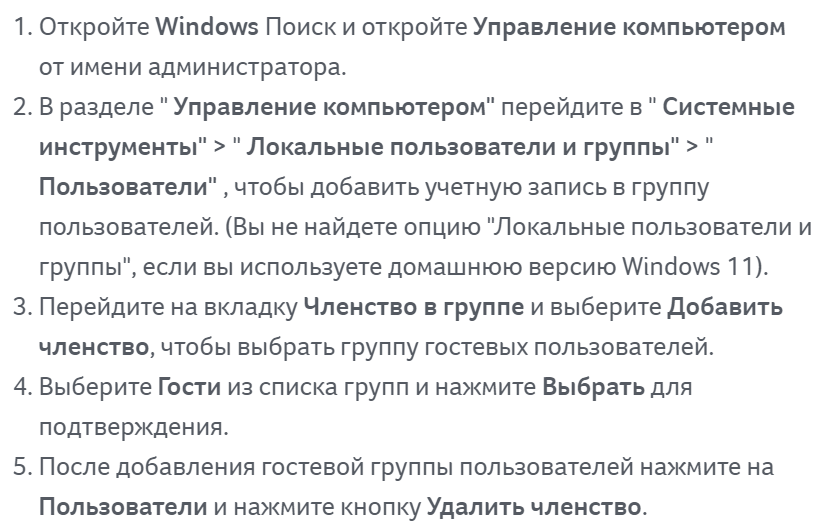 1. Откройте Windows Поиск и откройте Управление компьютером
от имени администратора.
2. В разделе " Управление компьютером" перейдите в " Системные
инструменты" > " Локальные пользователи и группы" > "
Пользователи" , чтобы добавить учетную запись в группу
пользователей. (Вы не найдете опцию "Локальные пользователи и
группы", если вы используете домашнюю версию Windows 11).
3. Перейдите на вкладку Членство в группе и выберите Добавить
членство, чтобы выбрать группу гостевых пользователей.
4. Выберите Гости из списка групп и нажмите Выбрать для
подтверждения.
5. После добавления гостевой группы пользователей нажмите на
Пользователи и нажмите кнопку Удалить членство.